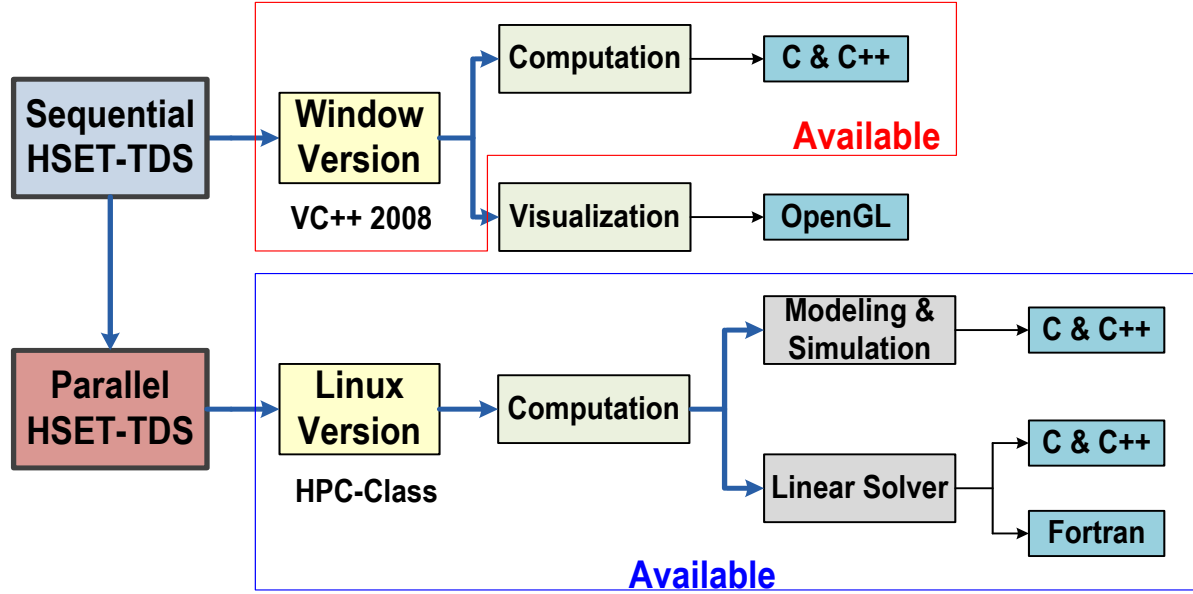 Sequential
HSET-TDS
Window
Version
VC++ 2008
Computation
C & C++
Available
Visualization
OpenGL
Parallel
HSET-TDS
Linux
Version
HPC-Class
Computation
Modeling &
Simulation
C & C++
Linear Solver
C & C++
Fortran
Available